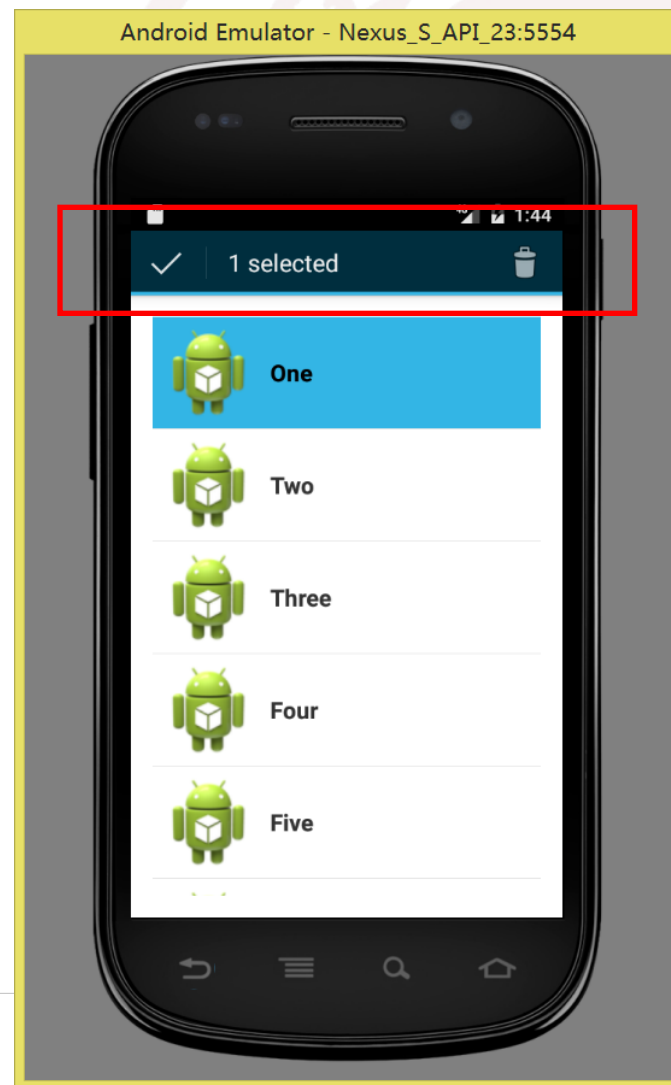 Android Emulator - Nexus_S_API_23:5554
1:44
1 selected
One
Two
Three
Four
Five